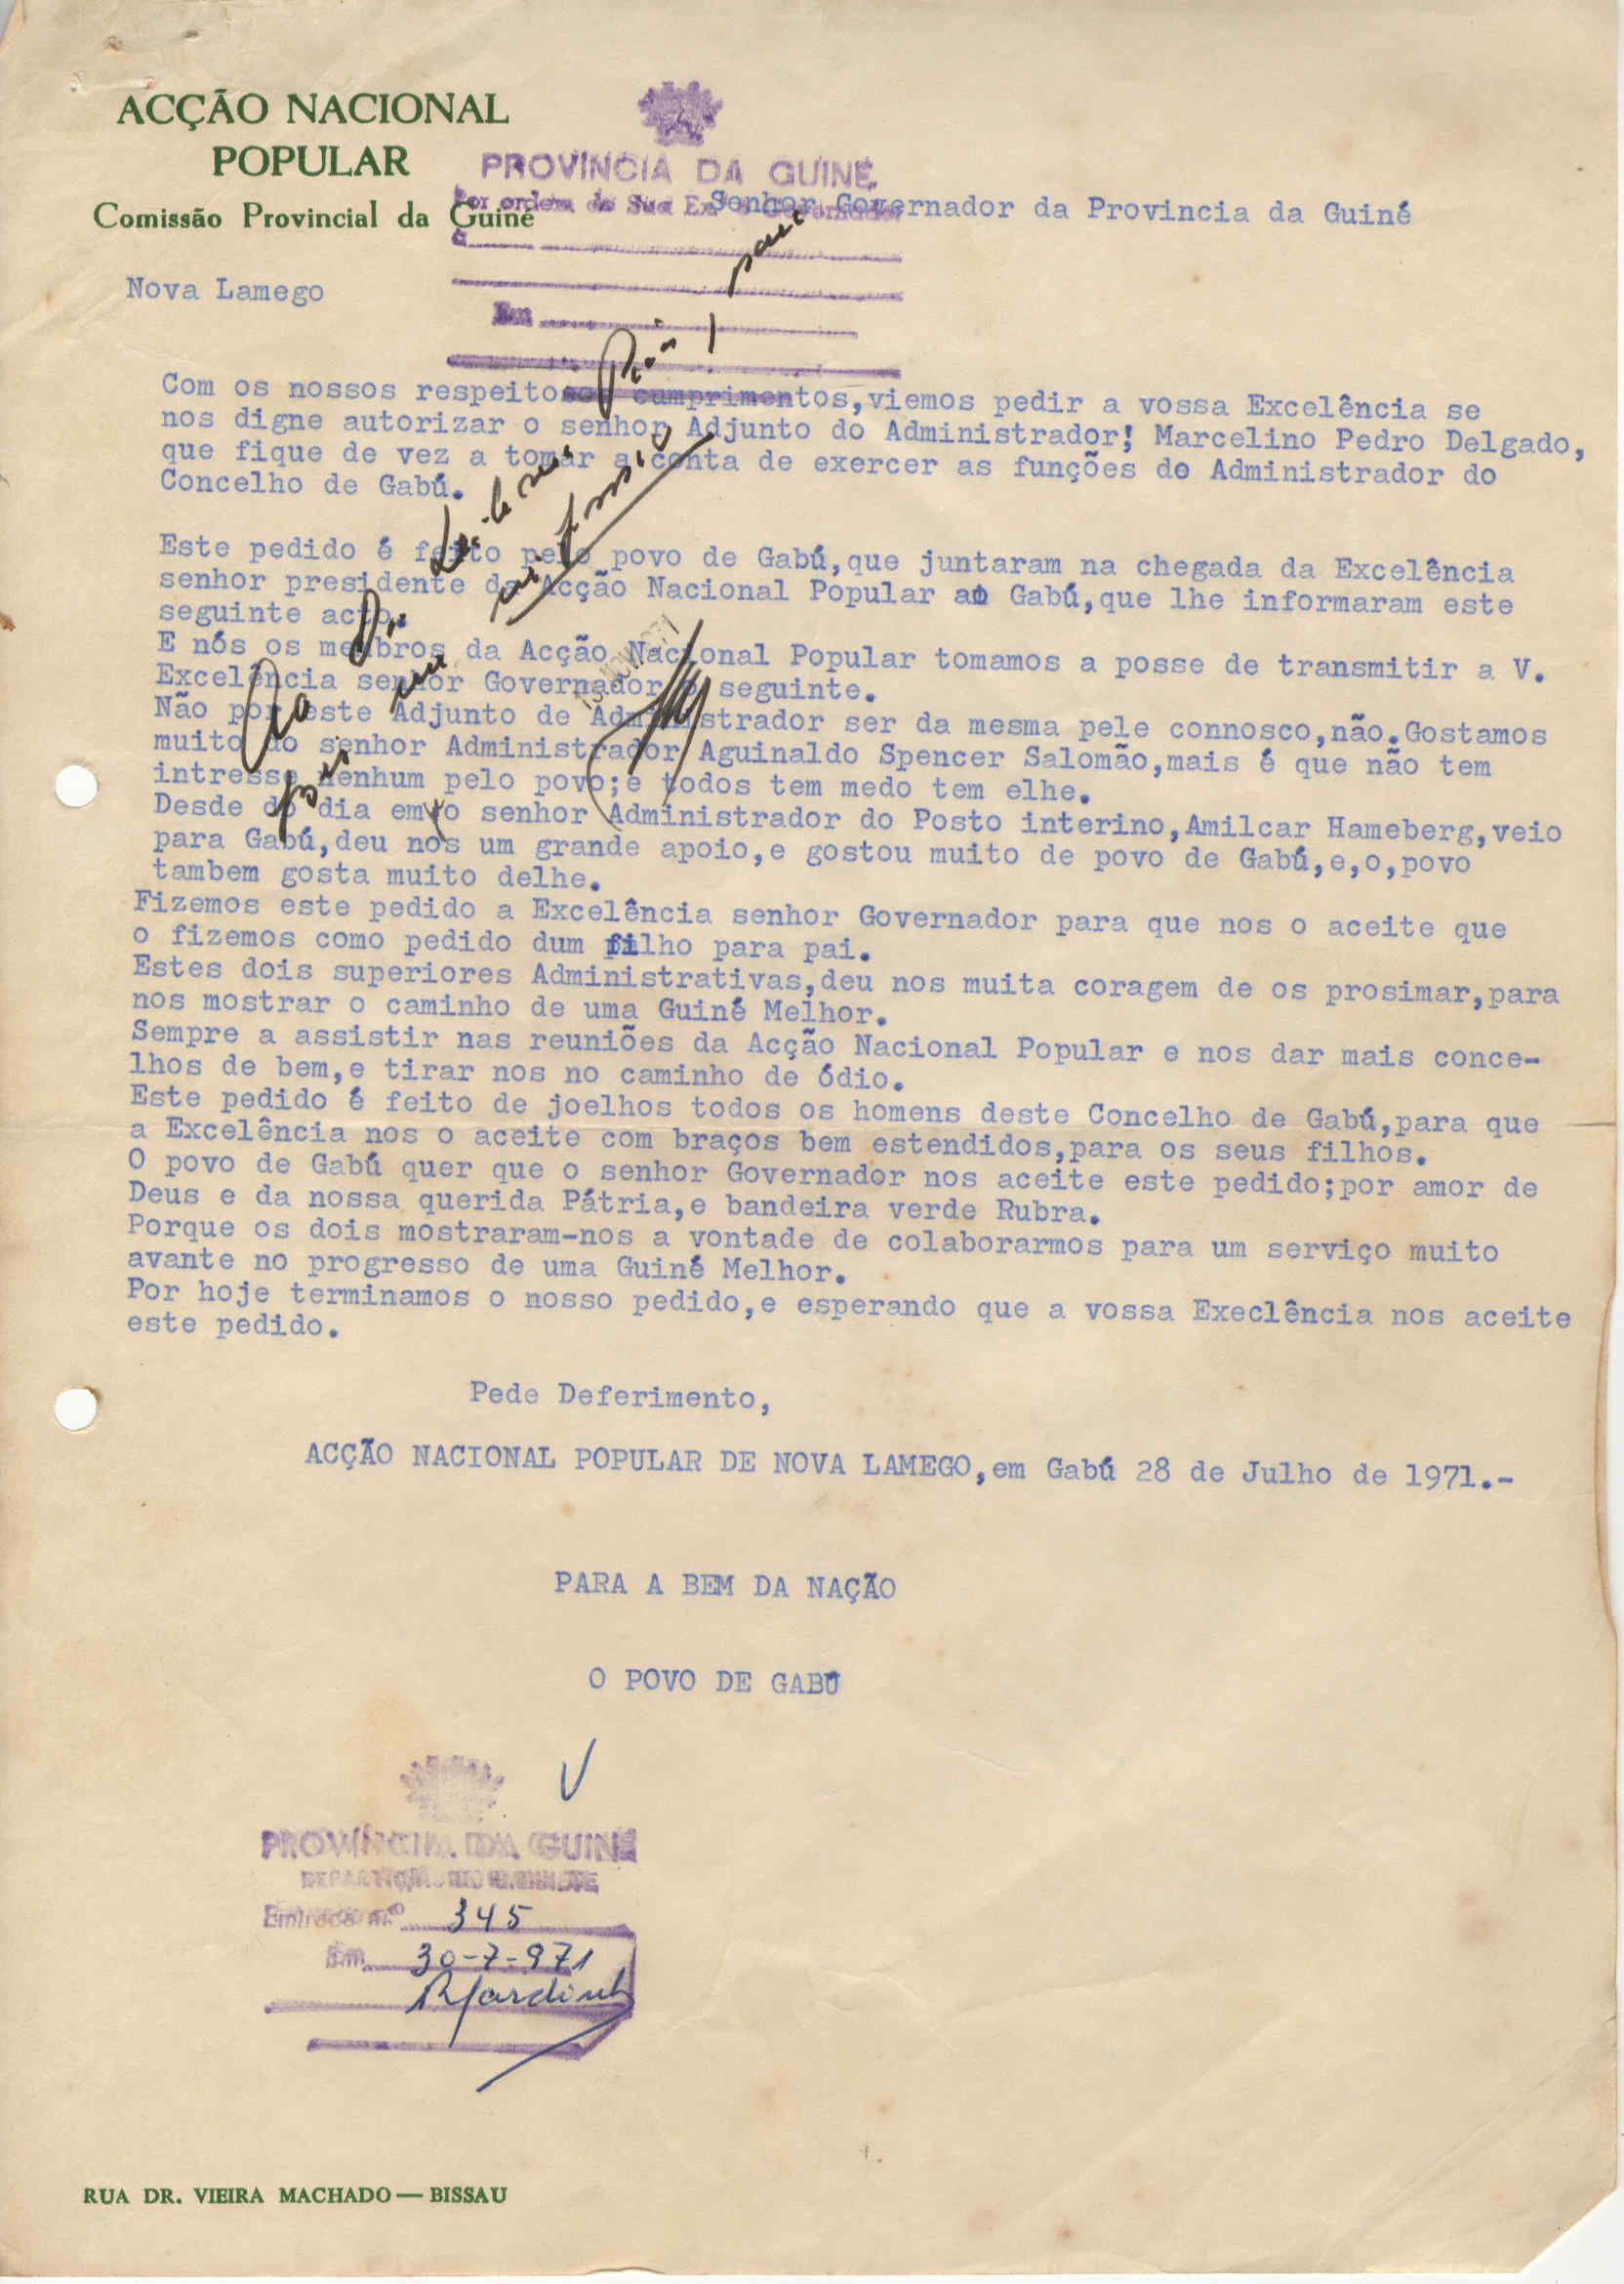 ACÇÃO NACIONAL
POPULAR
Comissão Provincial da Guiné
PROVÍNCIA DA GUINÉ
Por ordem de Sua Ex
Senhor Governador da Provincia da Guiné
Nova Lamego
Em
Com os nossos respeitosos cumprimentos,viemos pedir a vossa Excelência se
nos digne autorizar o senhor Adjunto do Administrador! Marcelino Pedro Delgado,
que fique de vez a tomar a conta de exercer as funções de Administrador do
Concelho de Gabú.
Este pedido é feito pelo povo de Gabú,que juntaram na chegada da Excelência
senhor presidente da Acção Nacional Popular ao Gabú,que lhe informaram este
seguinte acto.
E nós os membros da Acção Nacional Popular tomamos a posse de transmitir a V.
Excelência senhor Governador o seguinte.
Não por este Adjunto de Administrador ser da mesma pele connosco,não.Gostamos
muito do senhor Administrador Aguinaldo Spencer Salomão,mais é que não tem
intresse nenhum pelo povo;e todos tem medo tem elhe.
Desde do dia em o senhor Administrador do Posto interino,Amilcar Hameberg,veio
para Gabú,deu nos um grande apoio,e gostou muito de povo de Gabú,e,o,povo
tambem gosta muito delhe.
Fizemos este pedido a Excelência senhor Governador para que nos o aceite que
o fizemos como pedido dum filho para pai.
Estes dois superiores Administrativas,deu nos muita coragem de os prosimar,para
nos mostrar o caminho de uma Guiné Melhor.
Sempre a assistir nas reuniões da Acção Nacional Popular e nos dar mais conce-
lhos de bem,e tirar nos no caminho de ódio.
Este pedido é feito de joelhos todos os homens deste Concelho de Gabú,para que
a Excelência nos o aceite com braços bem estendidos,para os seus filhos.
O povo de Gabú quer que o senhor Governador nos aceite este pedido;por amor de
Deus e da nossa querida Pátria,e bandeira verde Rubra.
Porque os dois mostraram-nos a vontade de colaborarmos para um serviço muito
avante no progresso de uma Guiné Melhor.
Por hoje terminamos o nosso pedido,e esperando que a vossa Execlência nos aceite
este pedido.
Pede Deferimento,
ACÇÃO NACIONAL POPULAR DE NOVA LAMEGO,em Gabú 28 de Julho de 1971.-
PARA A BEM DA NAÇÃO
O POVO DE GABÚ
PROVÍNCIA DA GUINÉ
REPARTIÇÃO DO GABINETE
Entrada nº 345
Em 30-7-971
RUA DR. VIEIRA MACHADO — BISSAU